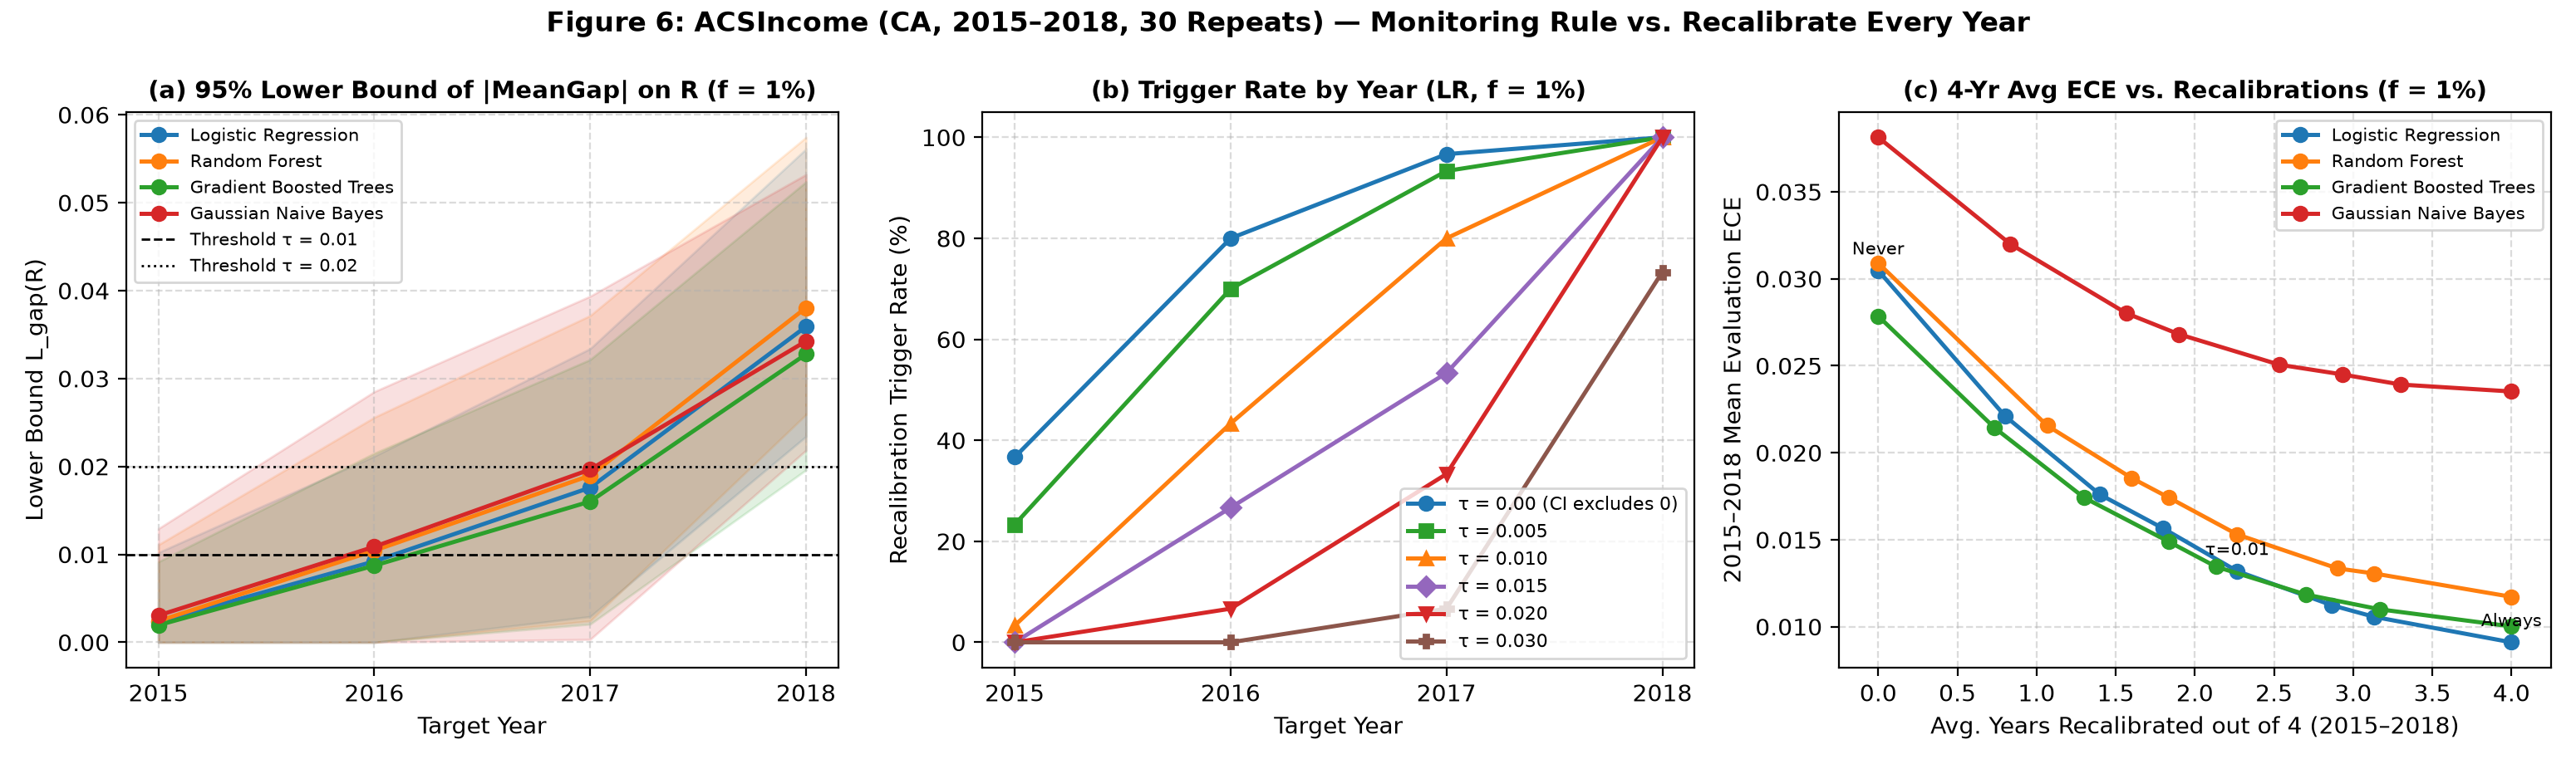 Figure 6: ACSIncome (CA, 2015–2018, 30 Repeats) — Monitoring Rule vs. Recalibrate Every Year
(a) 95% Lower Bound of |MeanGap| on R (f = 1%)
Lower Bound L_gap(R)
0.06
0.05
0.04
0.03
0.02
0.01
0.00
Logistic Regression
Random Forest
Gradient Boosted Trees
Gaussian Naive Bayes
Threshold τ = 0.01
Threshold τ = 0.02
2015
2016
2017
2018
Target Year
(b) Trigger Rate by Year (LR, f = 1%)
Recalibration Trigger Rate (%)
100
80
60
40
20
0
τ = 0.00 (CI excludes 0)
τ = 0.005
τ = 0.010
τ = 0.015
τ = 0.020
τ = 0.030
2015
2016
2017
2018
Target Year
(c) 4-Yr Avg ECE vs. Recalibrations (f = 1%)
2015–2018 Mean Evaluation ECE
0.035
0.030
0.025
0.020
0.015
0.010
Logistic Regression
Random Forest
Gradient Boosted Trees
Gaussian Naive Bayes
Never
τ=0.01
Always
0.0
0.5
1.0
1.5
2.0
2.5
3.0
3.5
4.0
Avg. Years Recalibrated out of 4 (2015–2018)